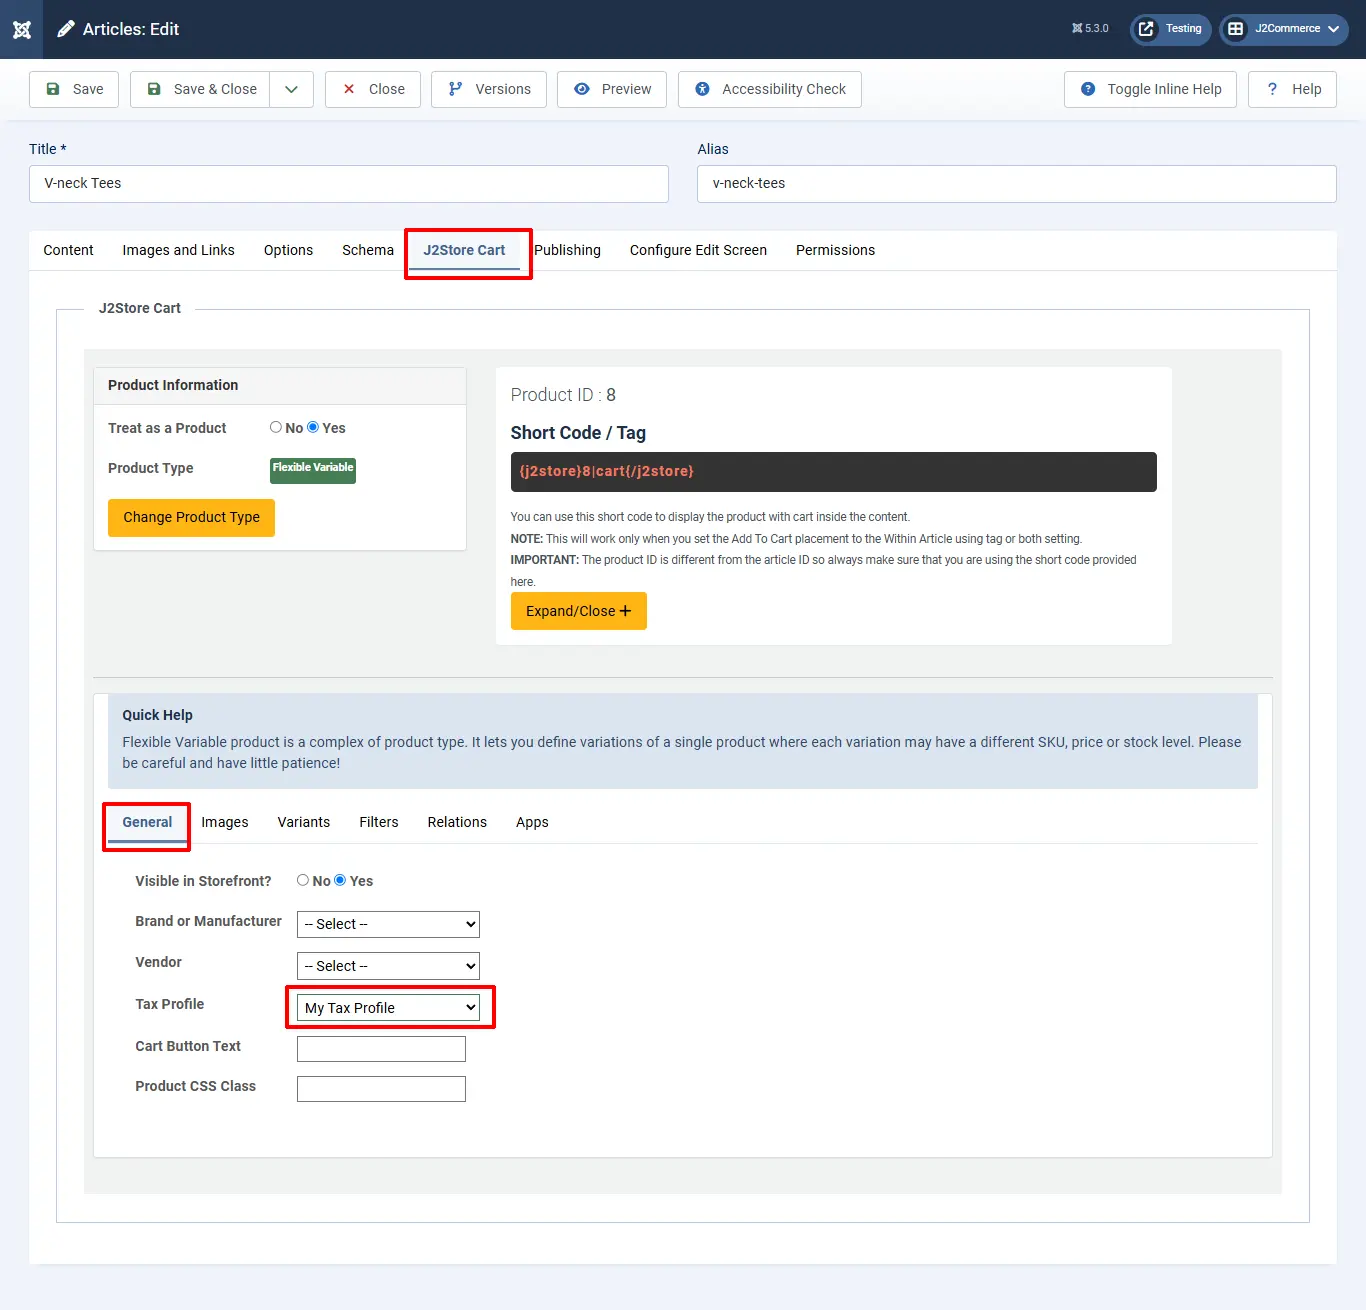 Articles: Edit
5.3.0
Testing
J2Commerce
Save
Save & Close
Close
Versions
Preview
Accessibility Check
Toggle Inline Help
? Help
Title *
Alias
V-neck Tees
v-neck-tees
Content
Images and Links
Options
Schema
J2Store Cart
Publishing
Configure Edit Screen
Permissions
J2Store Cart
Product Information
Treat as a Product
No
Yes
Product Type
Flexible Variable
Change Product Type
Product ID : 8
Short Code / Tag
{j2store}8|cart{/j2store}
You can use this short code to display the product with cart inside the content.
NOTE: This will work only when you set the Add To Cart placement to the Within Article using tag or both setting.
IMPORTANT: The product ID is different from the article ID so always make sure that you are using the short code provided
here.
Expand/Close +
Quick Help
Flexible Variable product is a complex of product type. It lets you define variations of a single product where each variation may have a different SKU, price or stock level. Please
be careful and have little patience!
General
Images
Variants
Filters
Relations
Apps
Visible in Storefront?
No
Yes
Brand or Manufacturer
-- Select --
Vendor
-- Select --
Tax Profile
My Tax Profile
Cart Button Text
Product CSS Class